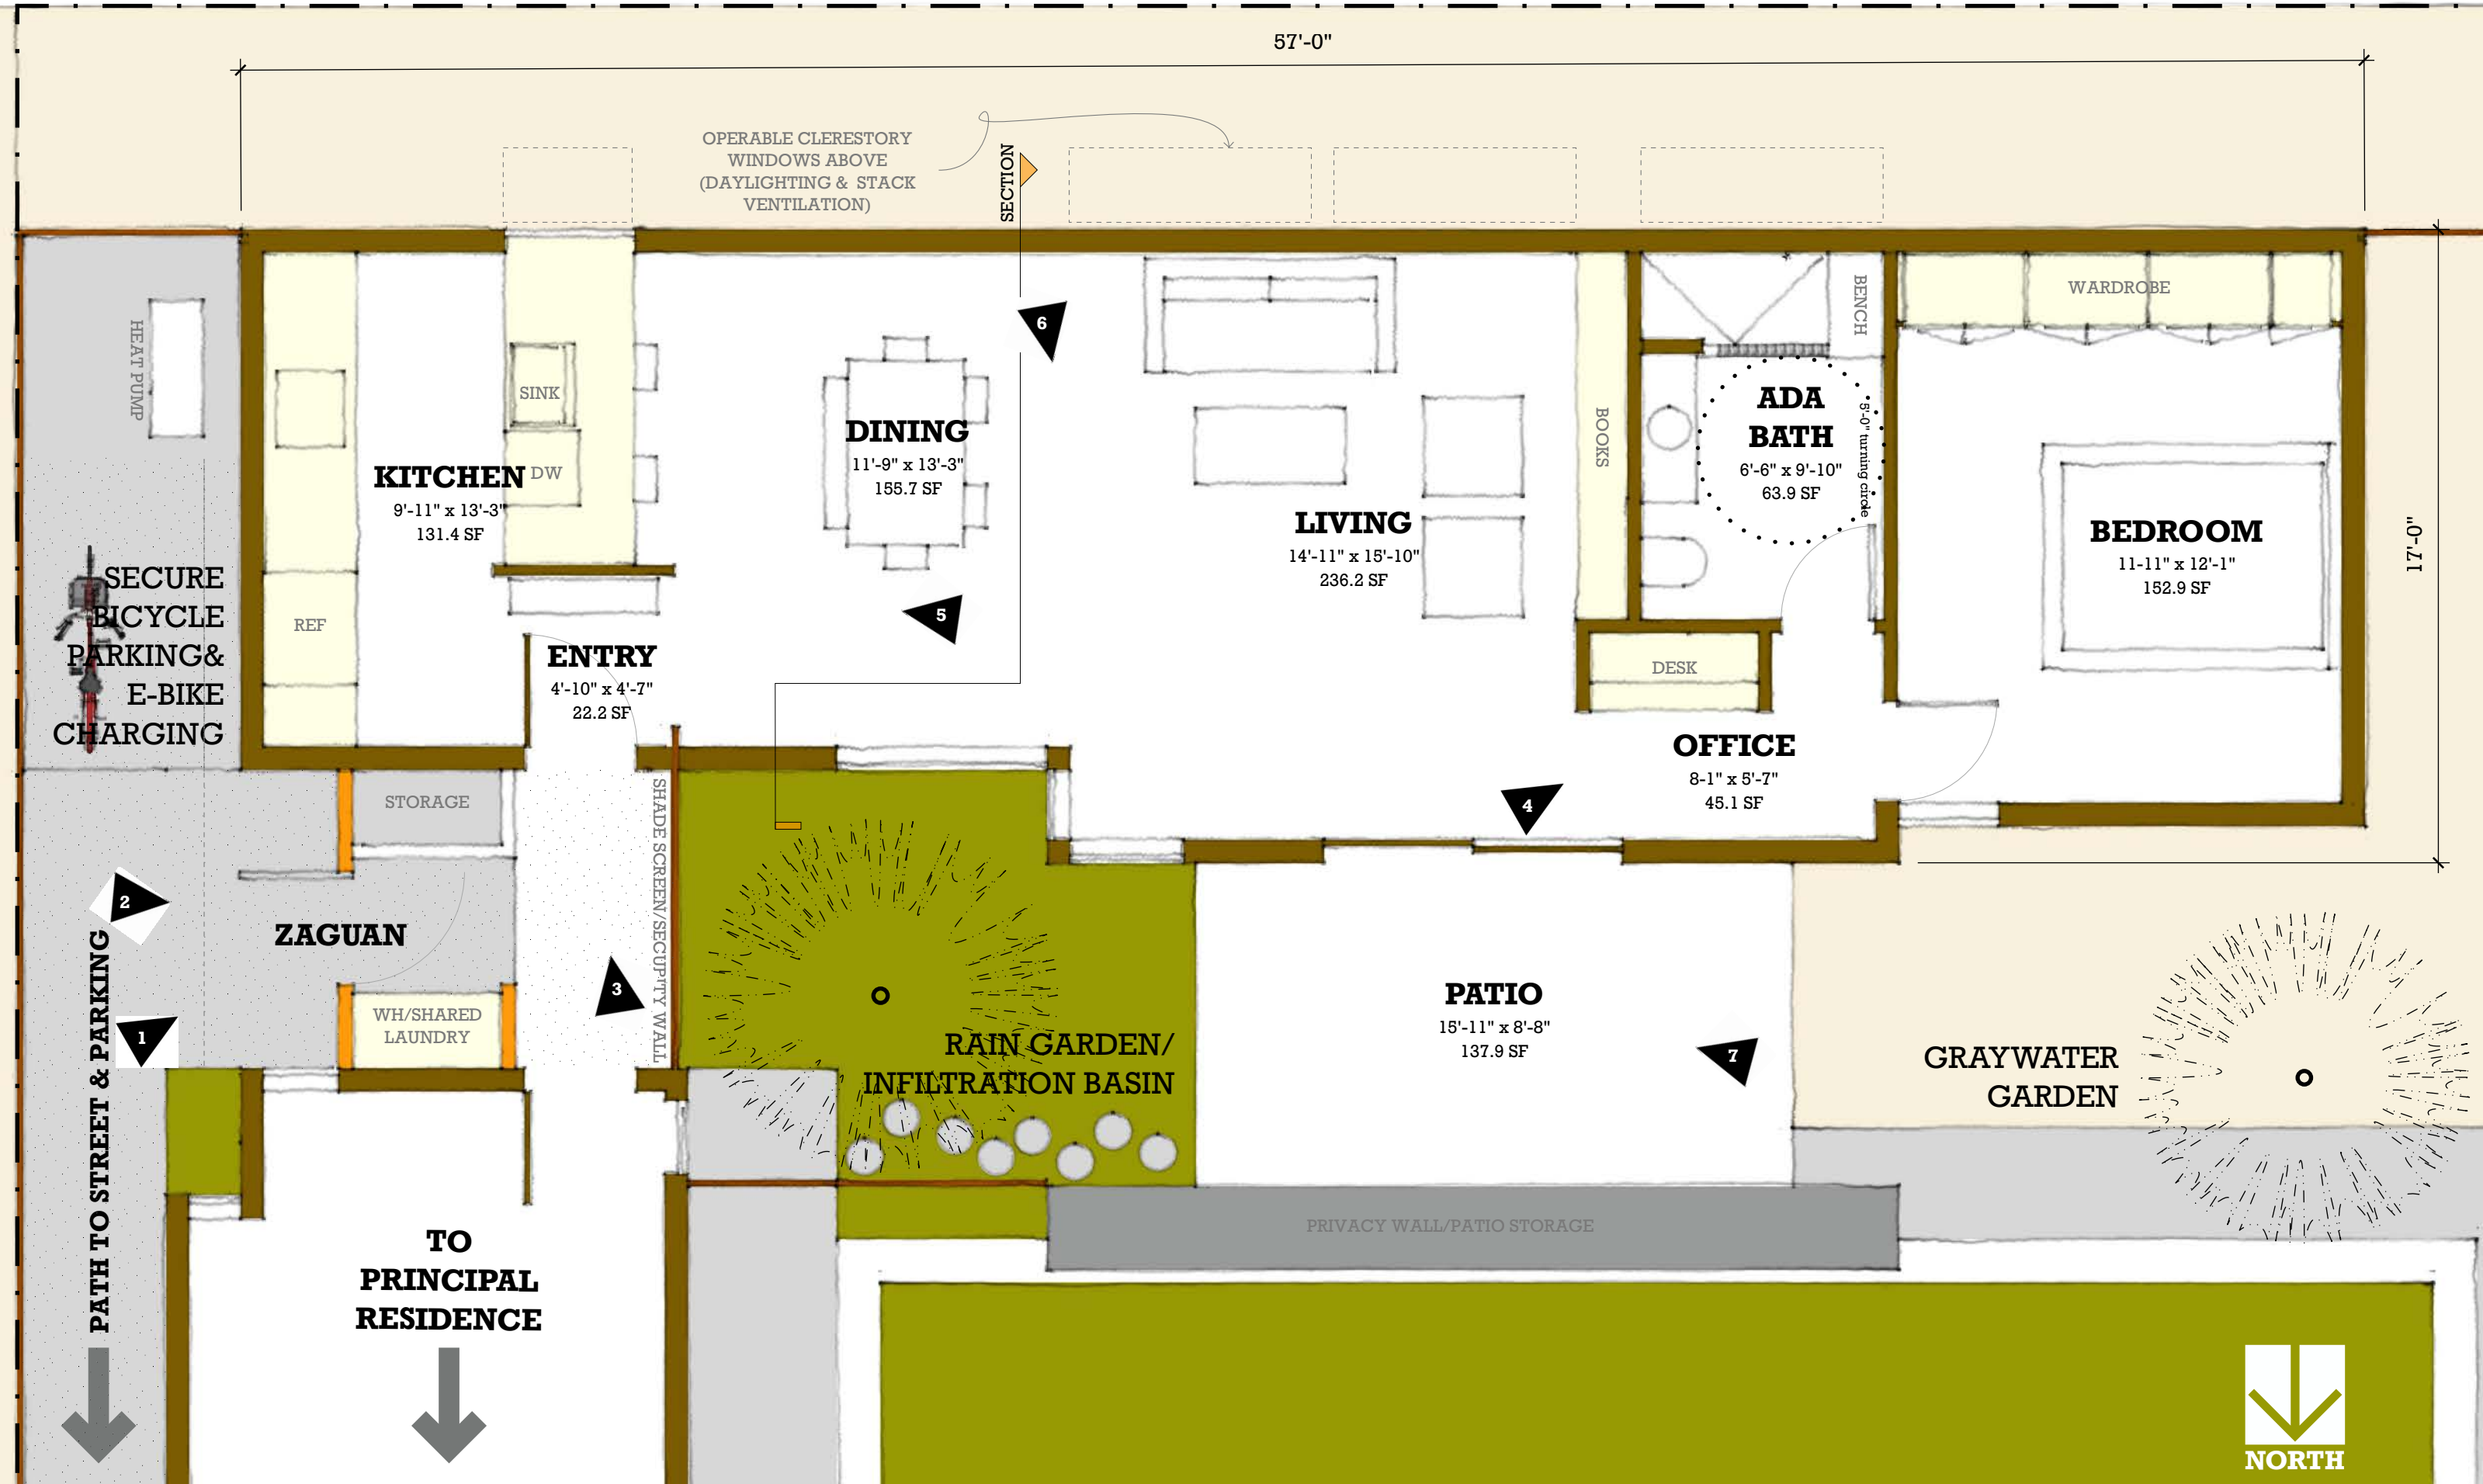 57'-0"
OPERABLE CLERESTORY
WINDOWS ABOVE
(DAYLIGHTING & STACK
VENTILATION)
SECTION
HEAT PUMP
SINK
DW
KITCHEN
9'-11" x 13'-3"
131.4 SF
REF
6
DINING
11'-9" x 13'-3"
155.7 SF
5
LIVING
14'-11" x 15'-10"
236.2 SF
BOOKS
BENCH
ADA
BATH
6'-6" x 9'-10"
63.9 SF
5'-0" turning circle
WARDROBE
BEDROOM
11-11" x 12'-1"
152.9 SF
17'-0"
SECURE
BICYCLE
PARKING&
E-BIKE
CHARGING
ENTRY
4'-10" x 4'-7"
22.2 SF
DESK
OFFICE
8-1" x 5'-7"
45.1 SF
4
STORAGE
SHADE SCREEN/SECURITY WALL
2
ZAGUAN
3
1
WH/SHARED
LAUNDRY
PATH TO STREET & PARKING
RAIN GARDEN/
INFILTRATION BASIN
PATIO
15'-11" x 8'-8"
137.9 SF
7
GRAYWATER
GARDEN
PRIVACY WALL/PATIO STORAGE
TO
PRINCIPAL
RESIDENCE
NORTH